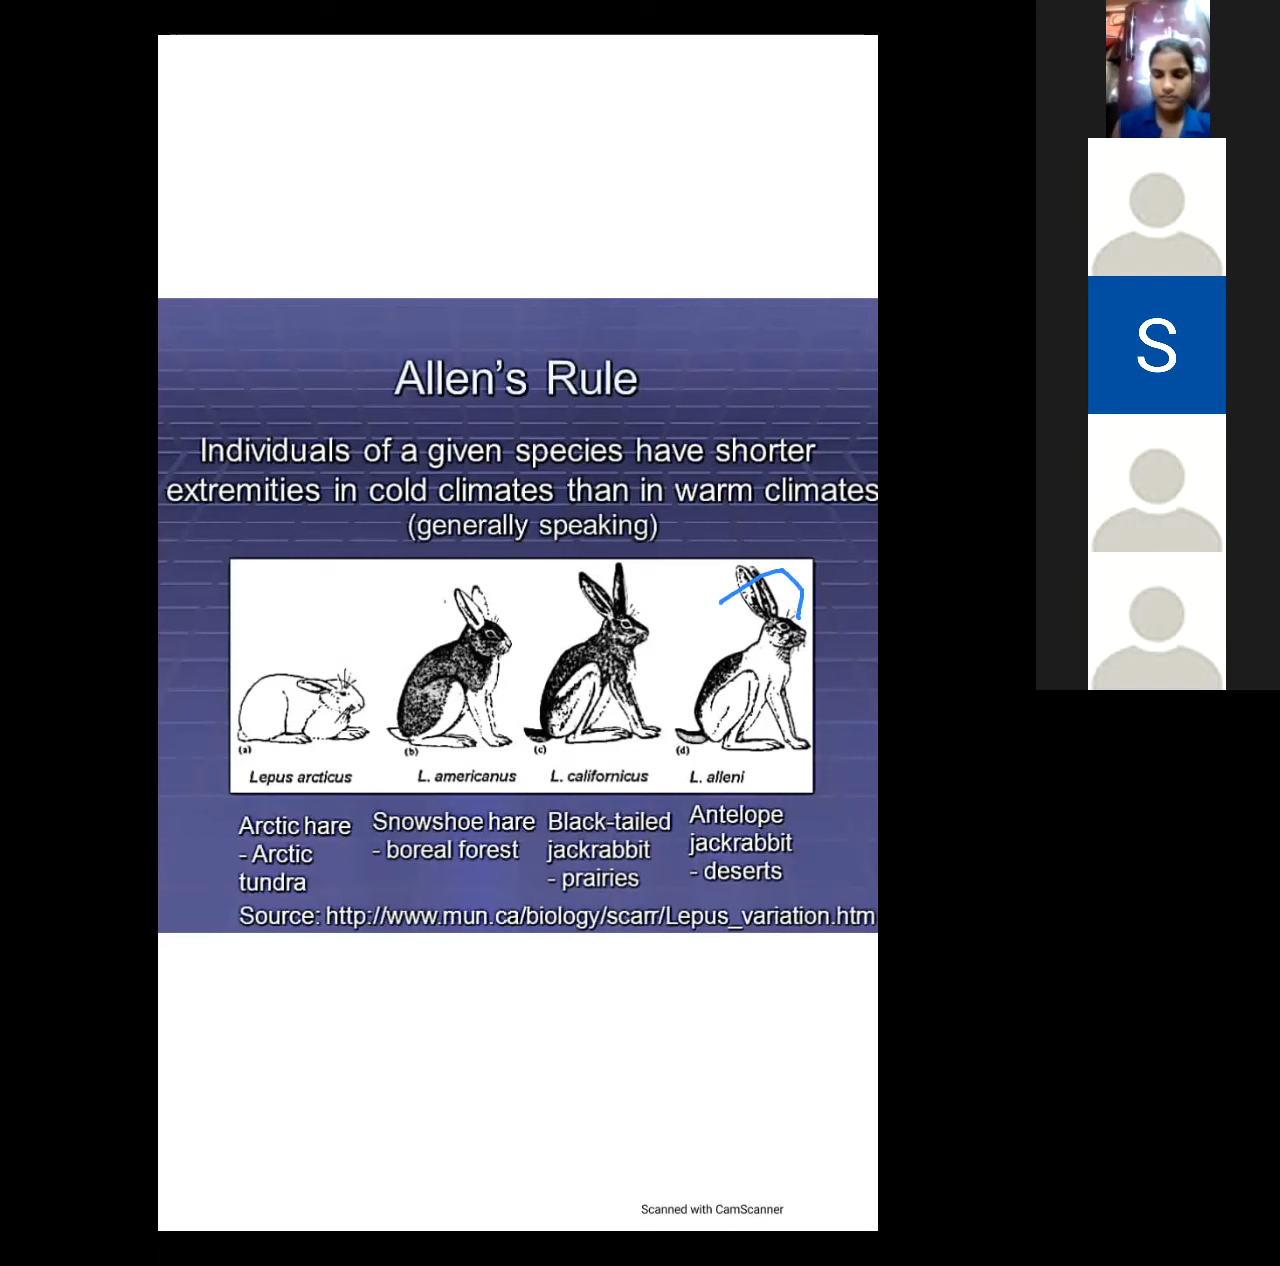 S
Allen's Rule
Individuals of a given species have shorter
extremities in cold climates than in warm climates
(generally speaking)
(a)
(b)
(c)
(d)
Lepus arcticus
L. americanus
L. californicus
L. alleni
Arctic hare
- Arctic
tundra
Snowshoe hare
- boreal forest
Black-tailed
jackrabbit
- prairies
Antelope
jackrabbit
- deserts
Source: http://www.mun.ca/biology/scarr/Lepus_variation.htm
Scanned with CamScanner